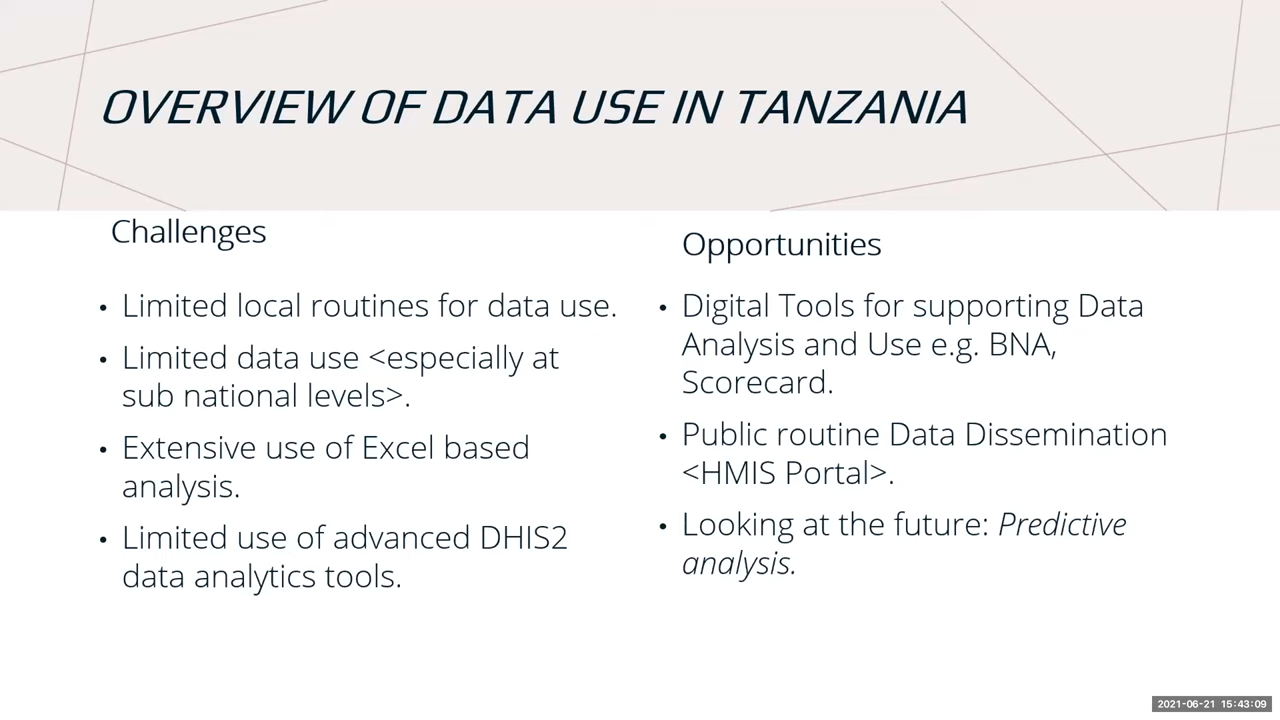 OVERVIEW OF DATA USE IN TANZANIA
Challenges
• Limited local routines for data use.
• Limited data use <especially at
sub national levels>.
• Extensive use of Excel based
analysis.
• Limited use of advanced DHIS2
data analytics tools.
Opportunities
• Digital Tools for supporting Data
Analysis and Use e.g. BNA,
Scorecard.
• Public routine Data Dissemination
<HMIS Portal>.
• Looking at the future: Predictive
analysis.
2021-06-21 15:43:09